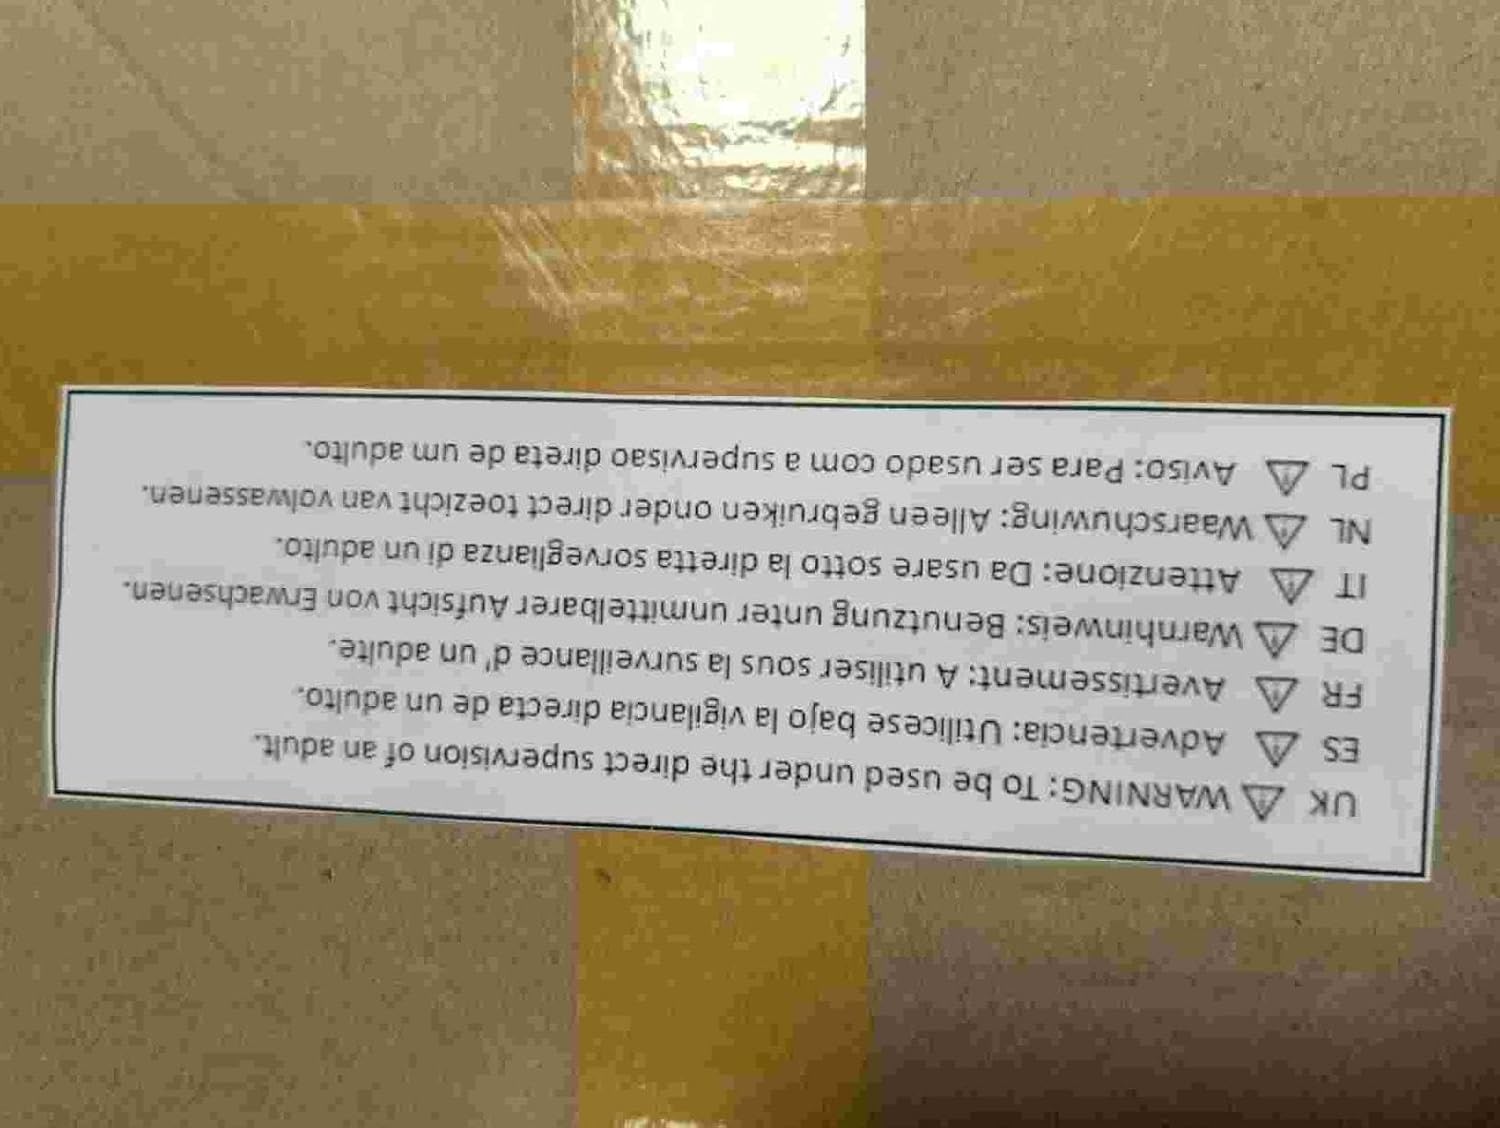 UK ⚠ WARNING: To be used under the direct supervision of an adult.
ES ⚠ Advertencia: Utilicese bajo la vigilancia directa de un adulto.
FR ⚠ Avertissement: A utiliser sous la surveillance d' un adulte.
DE ⚠ Warnhinweis: Benutzung unter unmittelbarer Aufsicht von Erwachsenen.
IT ⚠ Attenzione: Da usare sotto la diretta sorveglianza di un adulto.
NL ⚠ Waarschuwing: Alleen gebruiken onder direct toezicht van volwassenen.
PL ⚠ Aviso: Para ser usado com a supervisao direta de um adulto.